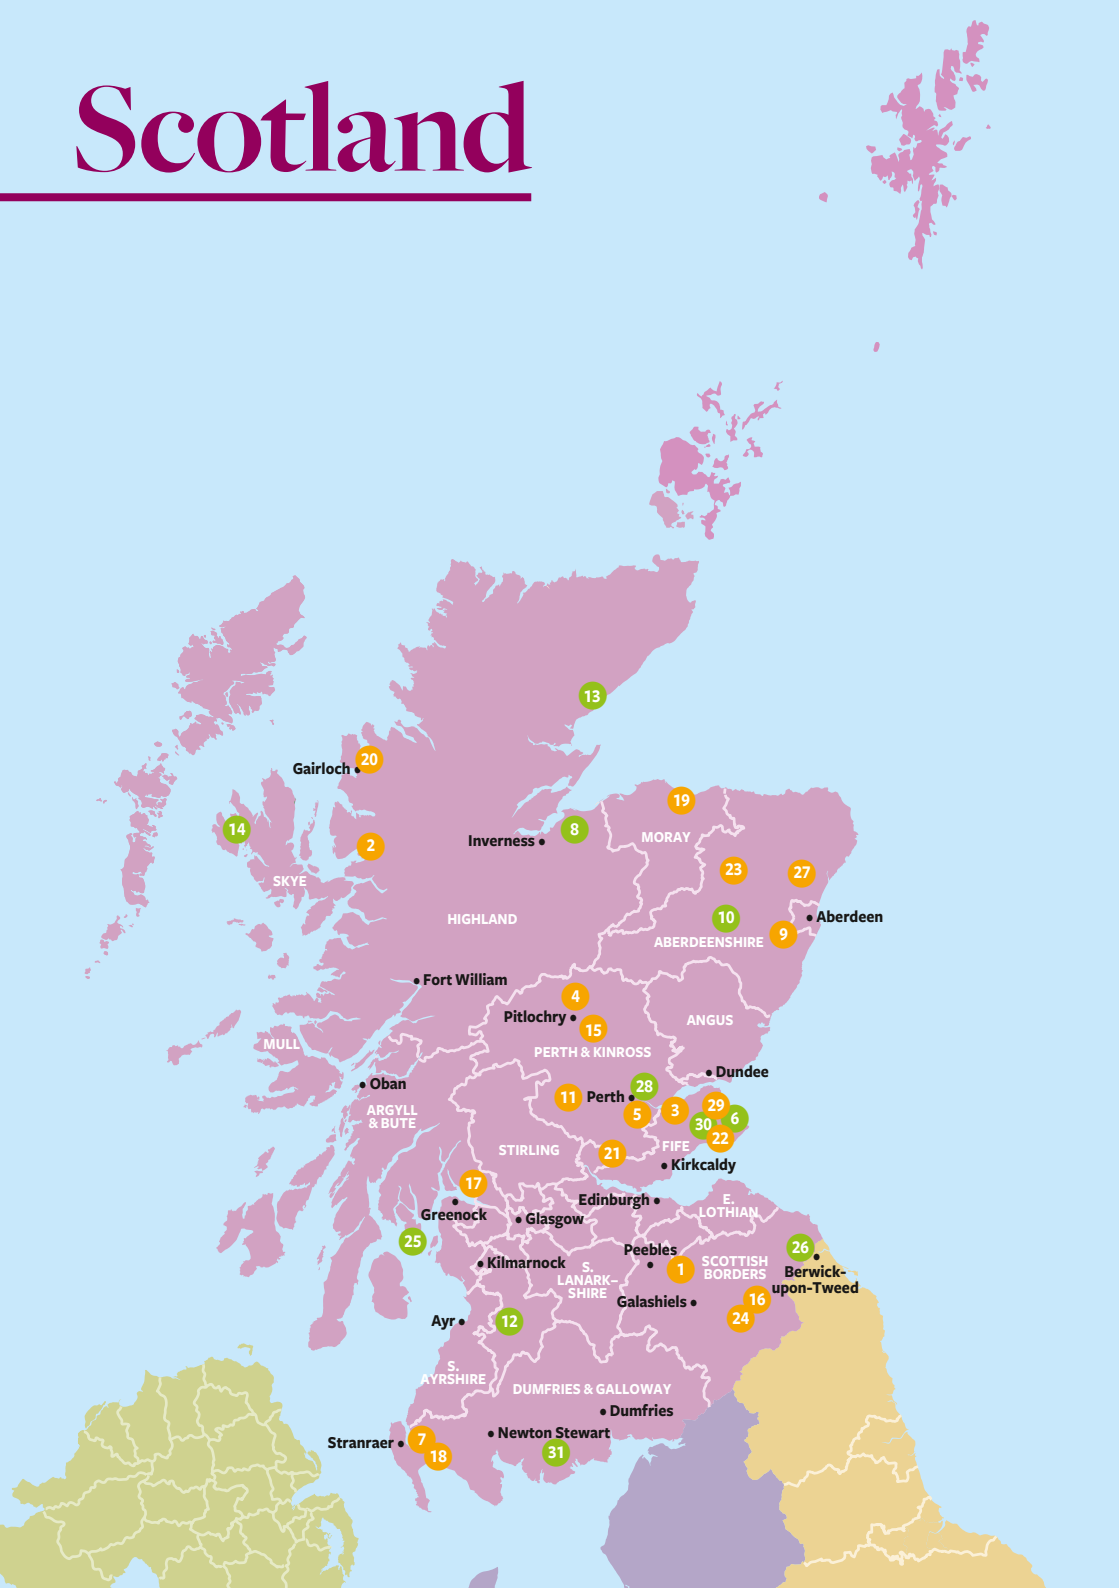 Scotland
13
20
Gairloch
19
14
8
MORAY
Inverness
2
23
27
SKYE
HIGHLAND
10
Aberdeen
9
ABERDEENSHIRE
Fort William
4
Pitlochry
15
ANGUS
MULL
PERTH & KINROSS
Dundee
Oban
28
11
Perth
29
ARGYLL
& BUTE
5
3
30
6
22
STIRLING
21
FIFE
Kirkcaldy
17
Edinburgh
E.
LOTHIAN
Greenock
Glasgow
25
26
Peebles
Kilmarnock
S.
LANARK–
SHIRE
1
SCOTTISH
BORDERS
Berwick-
upon-Tweed
16
Galashiels
24
Ayr
12
S.
AYRSHIRE
DUMFRIES & GALLOWAY
Dumfries
Newton Stewart
Stranraer
7
18
31